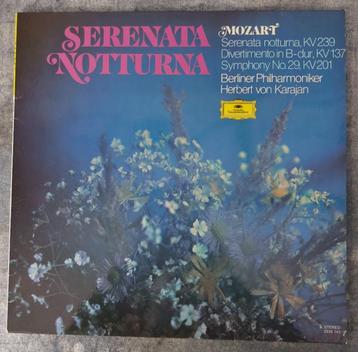 SERENATA
NOTTURNA
MOZART
Serenata notturna, KV 239
Divertimento in B-dur, KV 137
Symphony No. 29, KV 201
Berliner Philharmoniker
Herbert von Karajan
STEREO